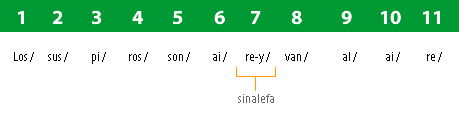 1 2 3 4 5 6 7 8 9 10 11
Los / sus / pi / ros / son / ai / re-y / van / al / ai / re /
sinalefa